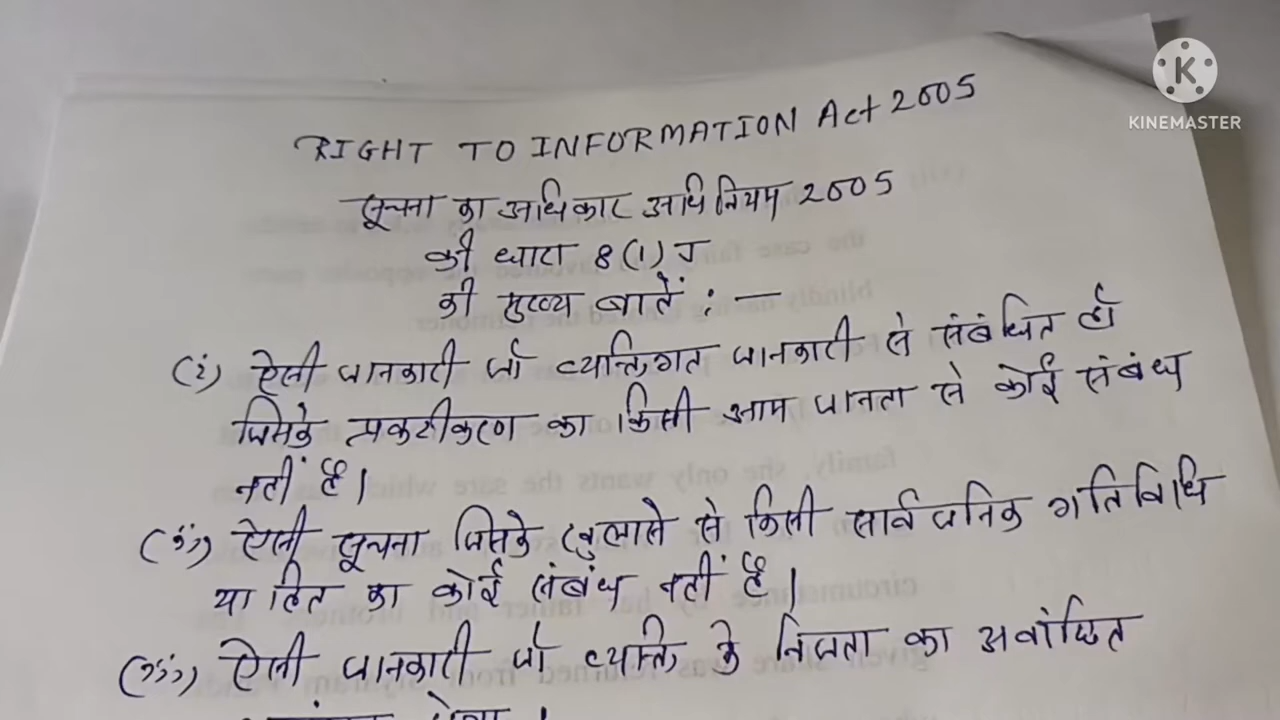 KINEMASTER
RIGHT TO INFORMATION Act 2005
सूचना का अधिकार अधिनियम 2005
की धारा 8 (1) J
की मुख्य बातें : —
(i) ऐसी जानकारी जो व्यक्तिगत जानकारी से संबंधित हो
जिसके प्रकटीकरण का किसी आम जनता से कोई संबंध
नहीं है।
(ii) ऐसी सूचना जिसके खुलासे से किसी सार्वजनिक गतिविधि
या हित का कोई संबंध नहीं है।
(iii) ऐसी जानकारी जो व्यक्ति के निजता का अवांछित